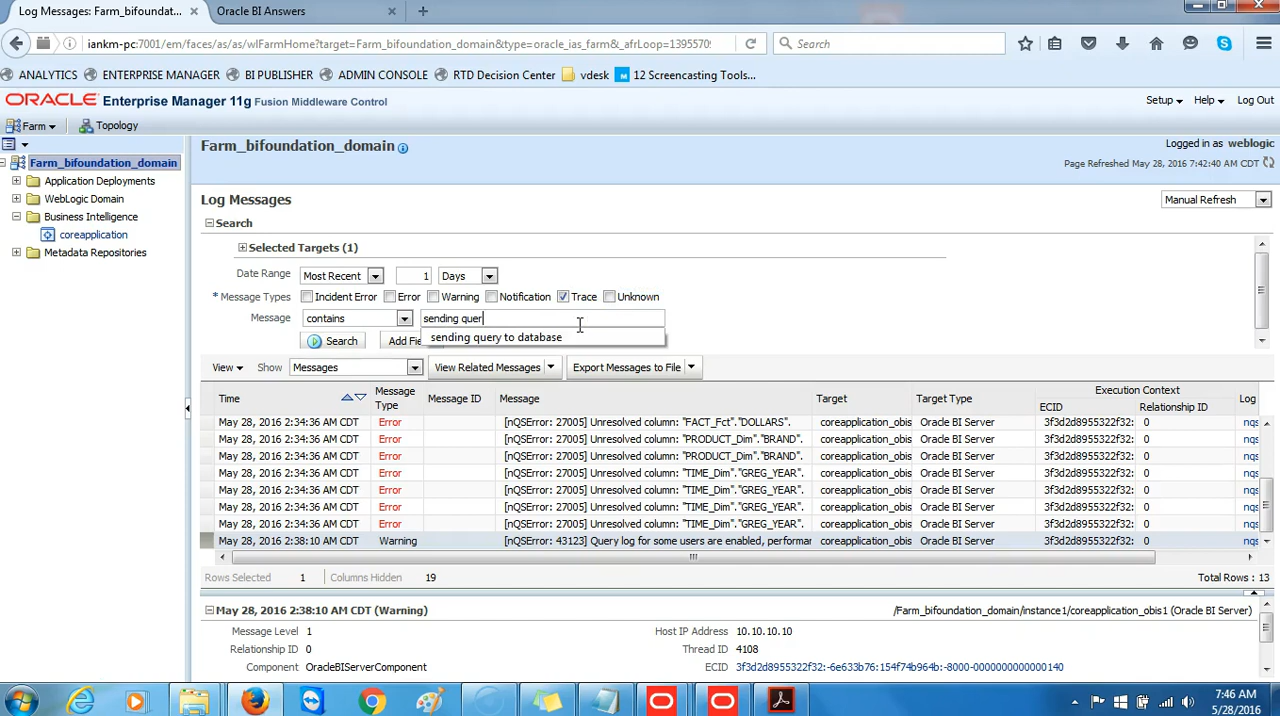 Log Messages: Farm_bifoundat...
Oracle BI Answers
iankm-pc:7001/em/faces/as/as/wlFarmHome?target=Farm_bifoundation_domain&type=oracle_ias_farm&_afrLoop=1395570
Search
ANALYTICS ENTERPRISE MANAGER BI PUBLISHER ADMIN CONSOLE RTD Decision Center vdesk 12 Screencasting Tools...
ORACLE Enterprise Manager 11g Fusion Middleware Control
Setup Help Log Out
Farm Topology
Farm_bifoundation_domain
Logged in as weblogic
Page Refreshed May 28, 2016 7:42:40 AM CDT
Farm_bifoundation_domain
Application Deployments
WebLogic Domain
Business Intelligence
coreapplication
Metadata Repositories
Log Messages
Manual Refresh
Search
Selected Targets (1)
Date Range Most Recent 1 Days
* Message Types Incident Error Error Warning Notification Trace Unknown
Message contains sending quer
sending query to database
Search Add Fie
View Show Messages View Related Messages Export Messages to File
Time Message Type Message ID Message Target Target Type Execution Context Log
ECID Relationship ID
May 28, 2016 2:34:36 AM CDT Error [nQSError: 27005] Unresolved column: "FACT_Fct"."DOLLARS". coreapplication_obis Oracle BI Server 3f3d2d8955322f32: 0 nqs
May 28, 2016 2:34:36 AM CDT Error [nQSError: 27005] Unresolved column: "PRODUCT_Dim"."BRAND". coreapplication_obis Oracle BI Server 3f3d2d8955322f32: 0 nqs
May 28, 2016 2:34:36 AM CDT Error [nQSError: 27005] Unresolved column: "PRODUCT_Dim"."BRAND". coreapplication_obis Oracle BI Server 3f3d2d8955322f32: 0 nqs
May 28, 2016 2:34:36 AM CDT Error [nQSError: 27005] Unresolved column: "TIME_Dim"."GREG_YEAR". coreapplication_obis Oracle BI Server 3f3d2d8955322f32: 0 nqs
May 28, 2016 2:34:36 AM CDT Error [nQSError: 27005] Unresolved column: "TIME_Dim"."GREG_YEAR". coreapplication_obis Oracle BI Server 3f3d2d8955322f32: 0 nqs
May 28, 2016 2:34:36 AM CDT Error [nQSError: 27005] Unresolved column: "TIME_Dim"."GREG_YEAR". coreapplication_obis Oracle BI Server 3f3d2d8955322f32: 0 nqs
May 28, 2016 2:34:36 AM CDT Error [nQSError: 27005] Unresolved column: "TIME_Dim"."GREG_YEAR". coreapplication_obis Oracle BI Server 3f3d2d8955322f32: 0 nqs
May 28, 2016 2:38:10 AM CDT Warning [nQSError: 43123] Query log for some users are enabled, performar coreapplication_obis Oracle BI Server 3f3d2d8955322f32: 0 nqs
Rows Selected 1 Columns Hidden 19 Total Rows : 13
May 28, 2016 2:38:10 AM CDT (Warning) /Farm_bifoundation_domain/instance1/coreapplication_obis1 (Oracle BI Server)
Message Level 1 Host IP Address 10.10.10.10
Relationship ID 0 Thread ID 4108
Component OracleBIServerComponent ECID 3f3d2d8955322f32:-6e633b76:154f74b964b:-8000-0000000000000140
7:46 AM
5/28/2016